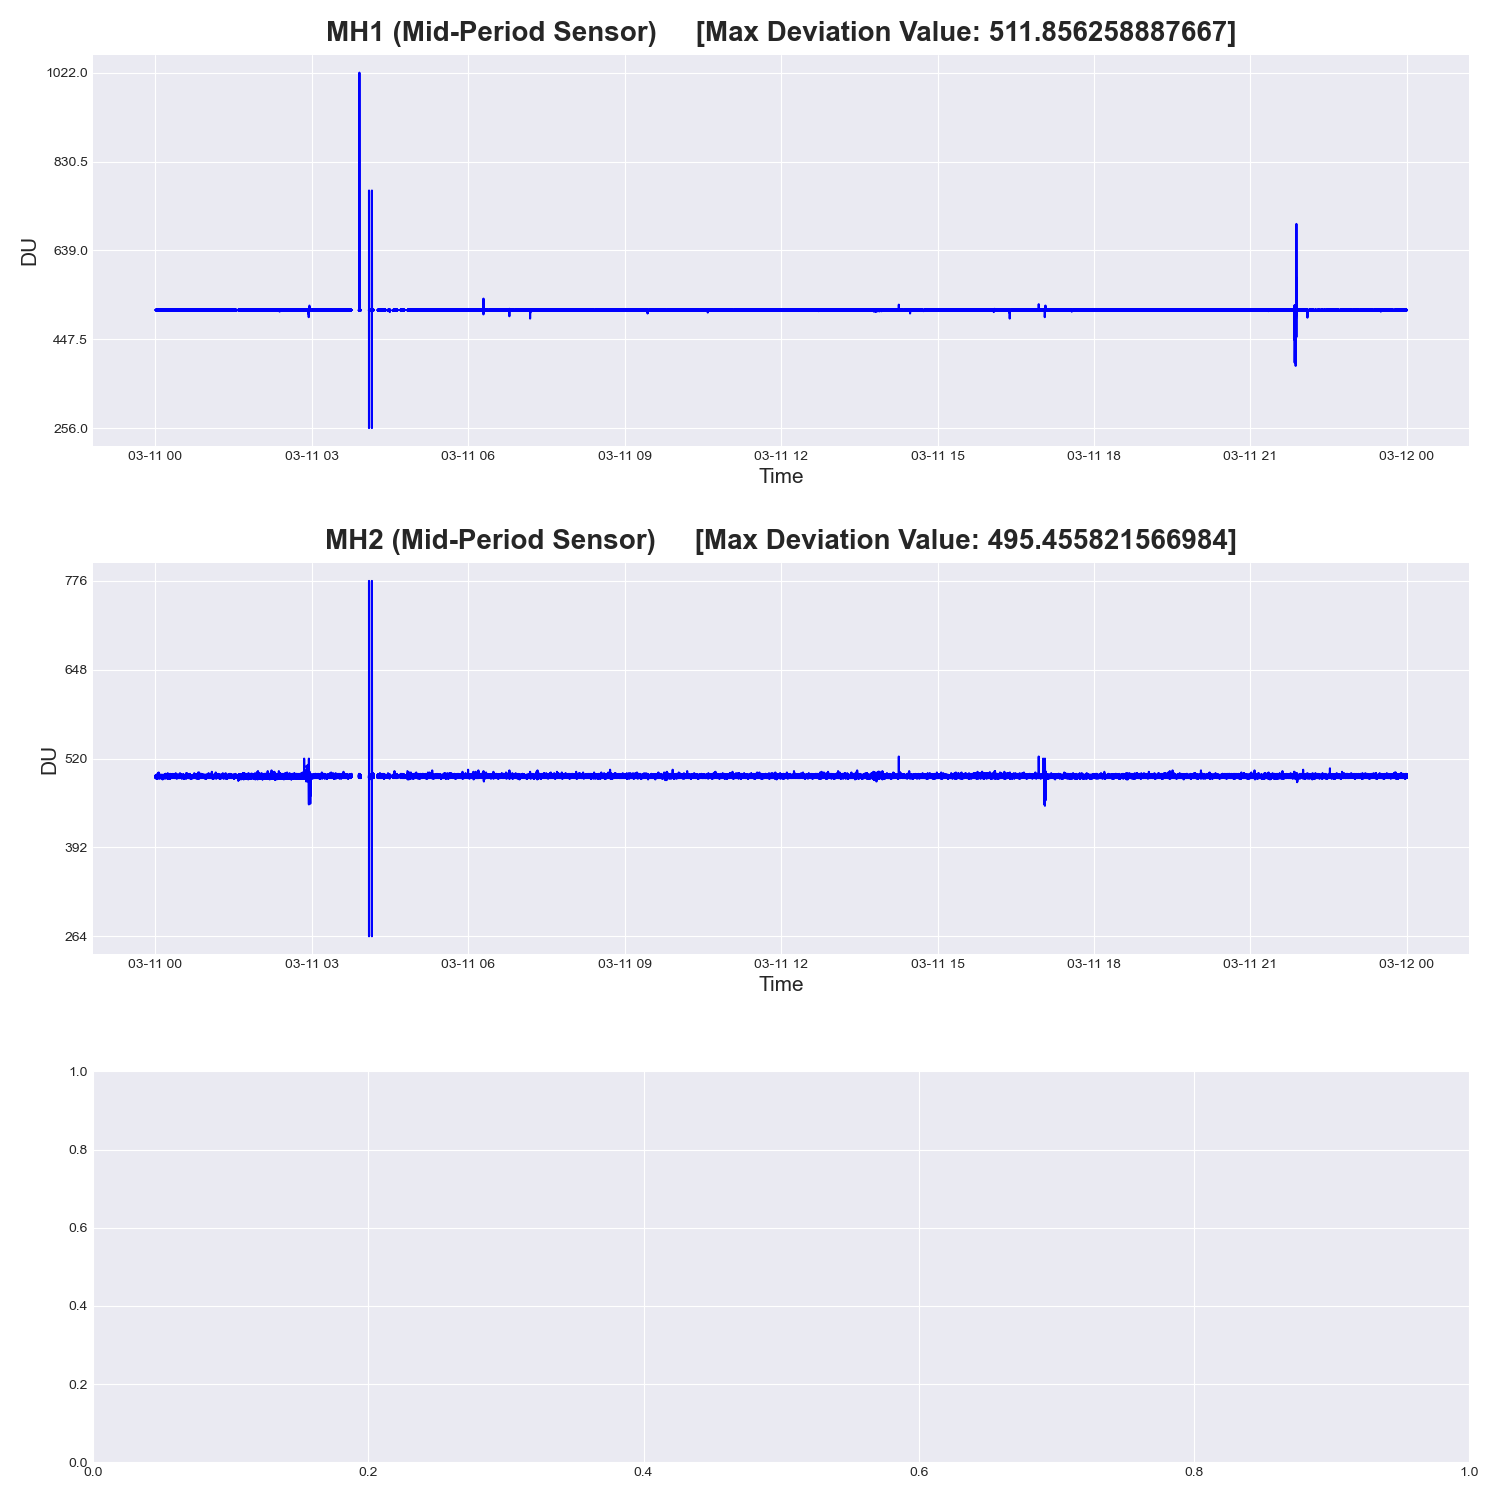 MH1 (Mid-Period Sensor) [Max Deviation Value: 511.856258887667]
1022.0
830.5
639.0
447.5
256.0
DU
03-11 00 03-11 03 03-11 06 03-11 09 03-11 12 03-11 15 03-11 18 03-11 21 03-12 00
Time
MH2 (Mid-Period Sensor) [Max Deviation Value: 495.455821566984]
776
648
520
392
264
DU
03-11 00 03-11 03 03-11 06 03-11 09 03-11 12 03-11 15 03-11 18 03-11 21 03-12 00
Time
1.0
0.8
0.6
0.4
0.2
0.0
0.0 0.2 0.4 0.6 0.8 1.0